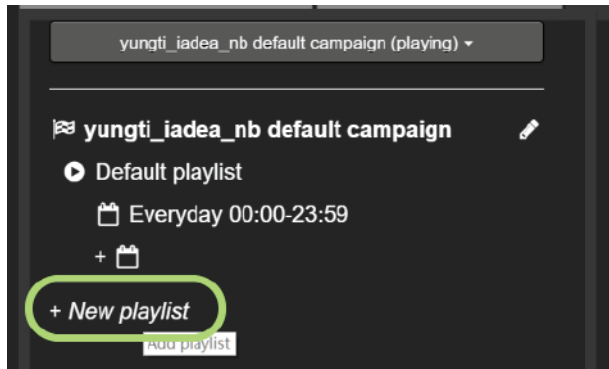 yungti_iadea_nb default campaign (playing)
yungti_iadea_nb default campaign
Default playlist
Everyday 00:00-23:59
+
+ New playlist
Add playlist